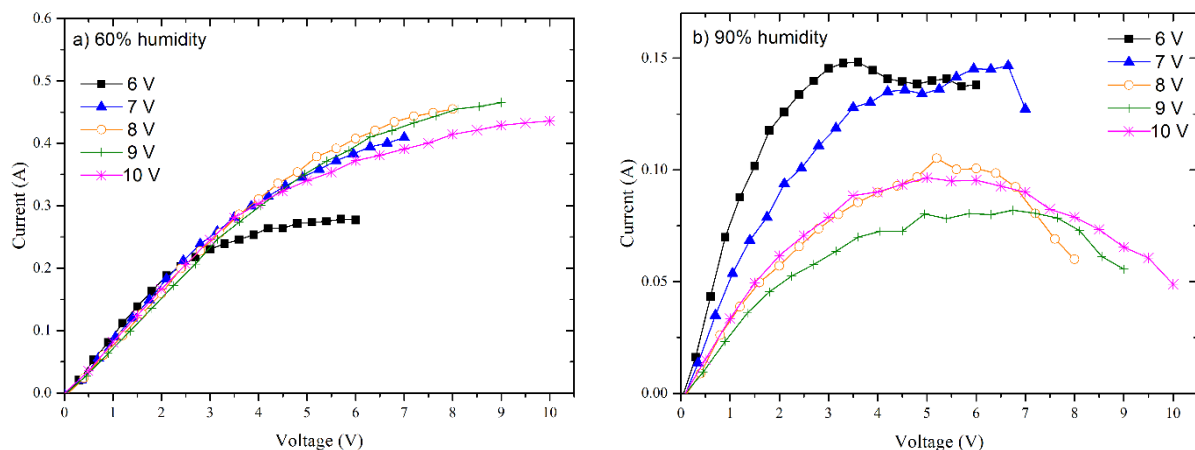 a) 60% humidity
6 V
7 V
8 V
9 V
10 V
0.6
0.5
0.4
0.3
0.2
0.1
0.0
Current (A)
0 1 2 3 4 5 6 7 8 9 10
Voltage (V)
b) 90% humidity
6 V
7 V
8 V
9 V
10 V
0.15
0.10
0.05
0.00
Current (A)
0 1 2 3 4 5 6 7 8 9 10
Voltage (V)